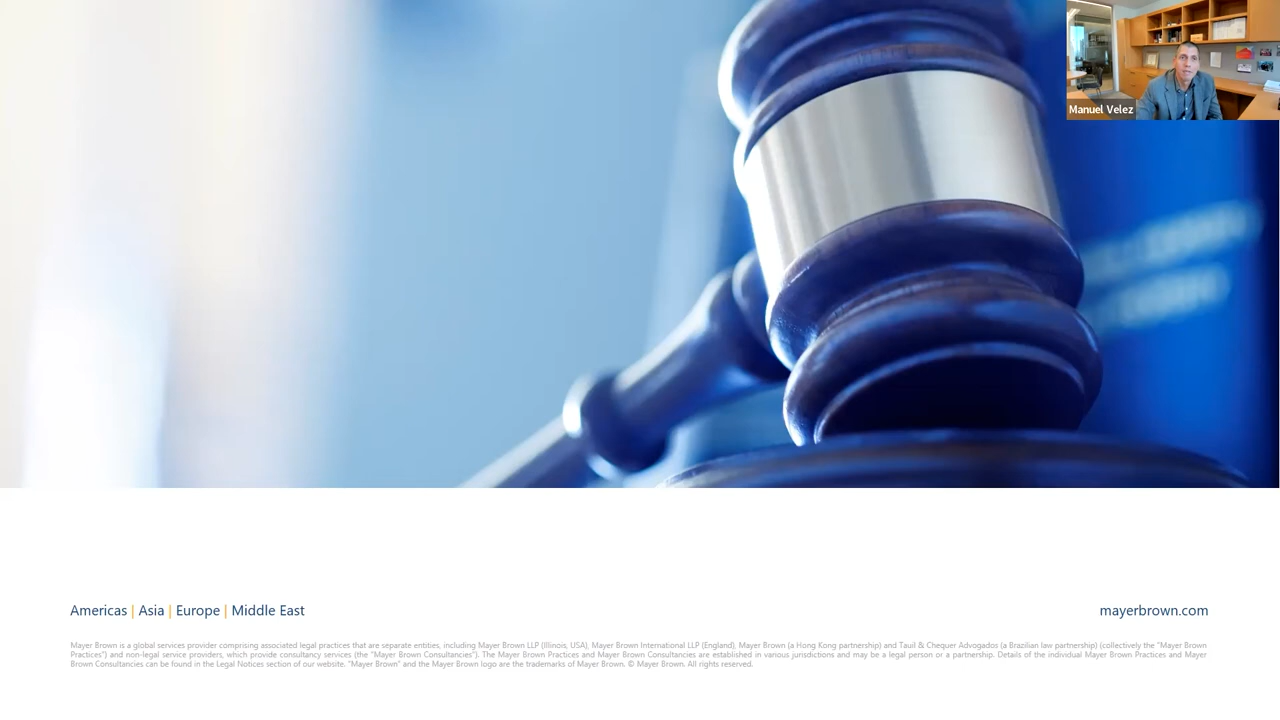 Manuel Velez
Americas | Asia | Europe | Middle East
mayerbrown.com
Mayer Brown is a global services provider comprising associated legal practices that are separate entities, including Mayer Brown LLP (Illinois, USA), Mayer Brown International LLP (England), Mayer Brown (a Hong Kong partnership) and Tauil & Chequer Advogados (a Brazilian law partnership) (collectively the "Mayer Brown
Practices") and non-legal service providers, which provide consultancy services (the "Mayer Brown Consultancies"). The Mayer Brown Practices and Mayer Brown Consultancies are established in various jurisdictions and may be a legal person or a partnership. Details of the individual Mayer Brown Practices and Mayer
Brown Consultancies can be found in the Legal Notices section of our website. "Mayer Brown" and the Mayer Brown logo are the trademarks of Mayer Brown. © Mayer Brown. All rights reserved.